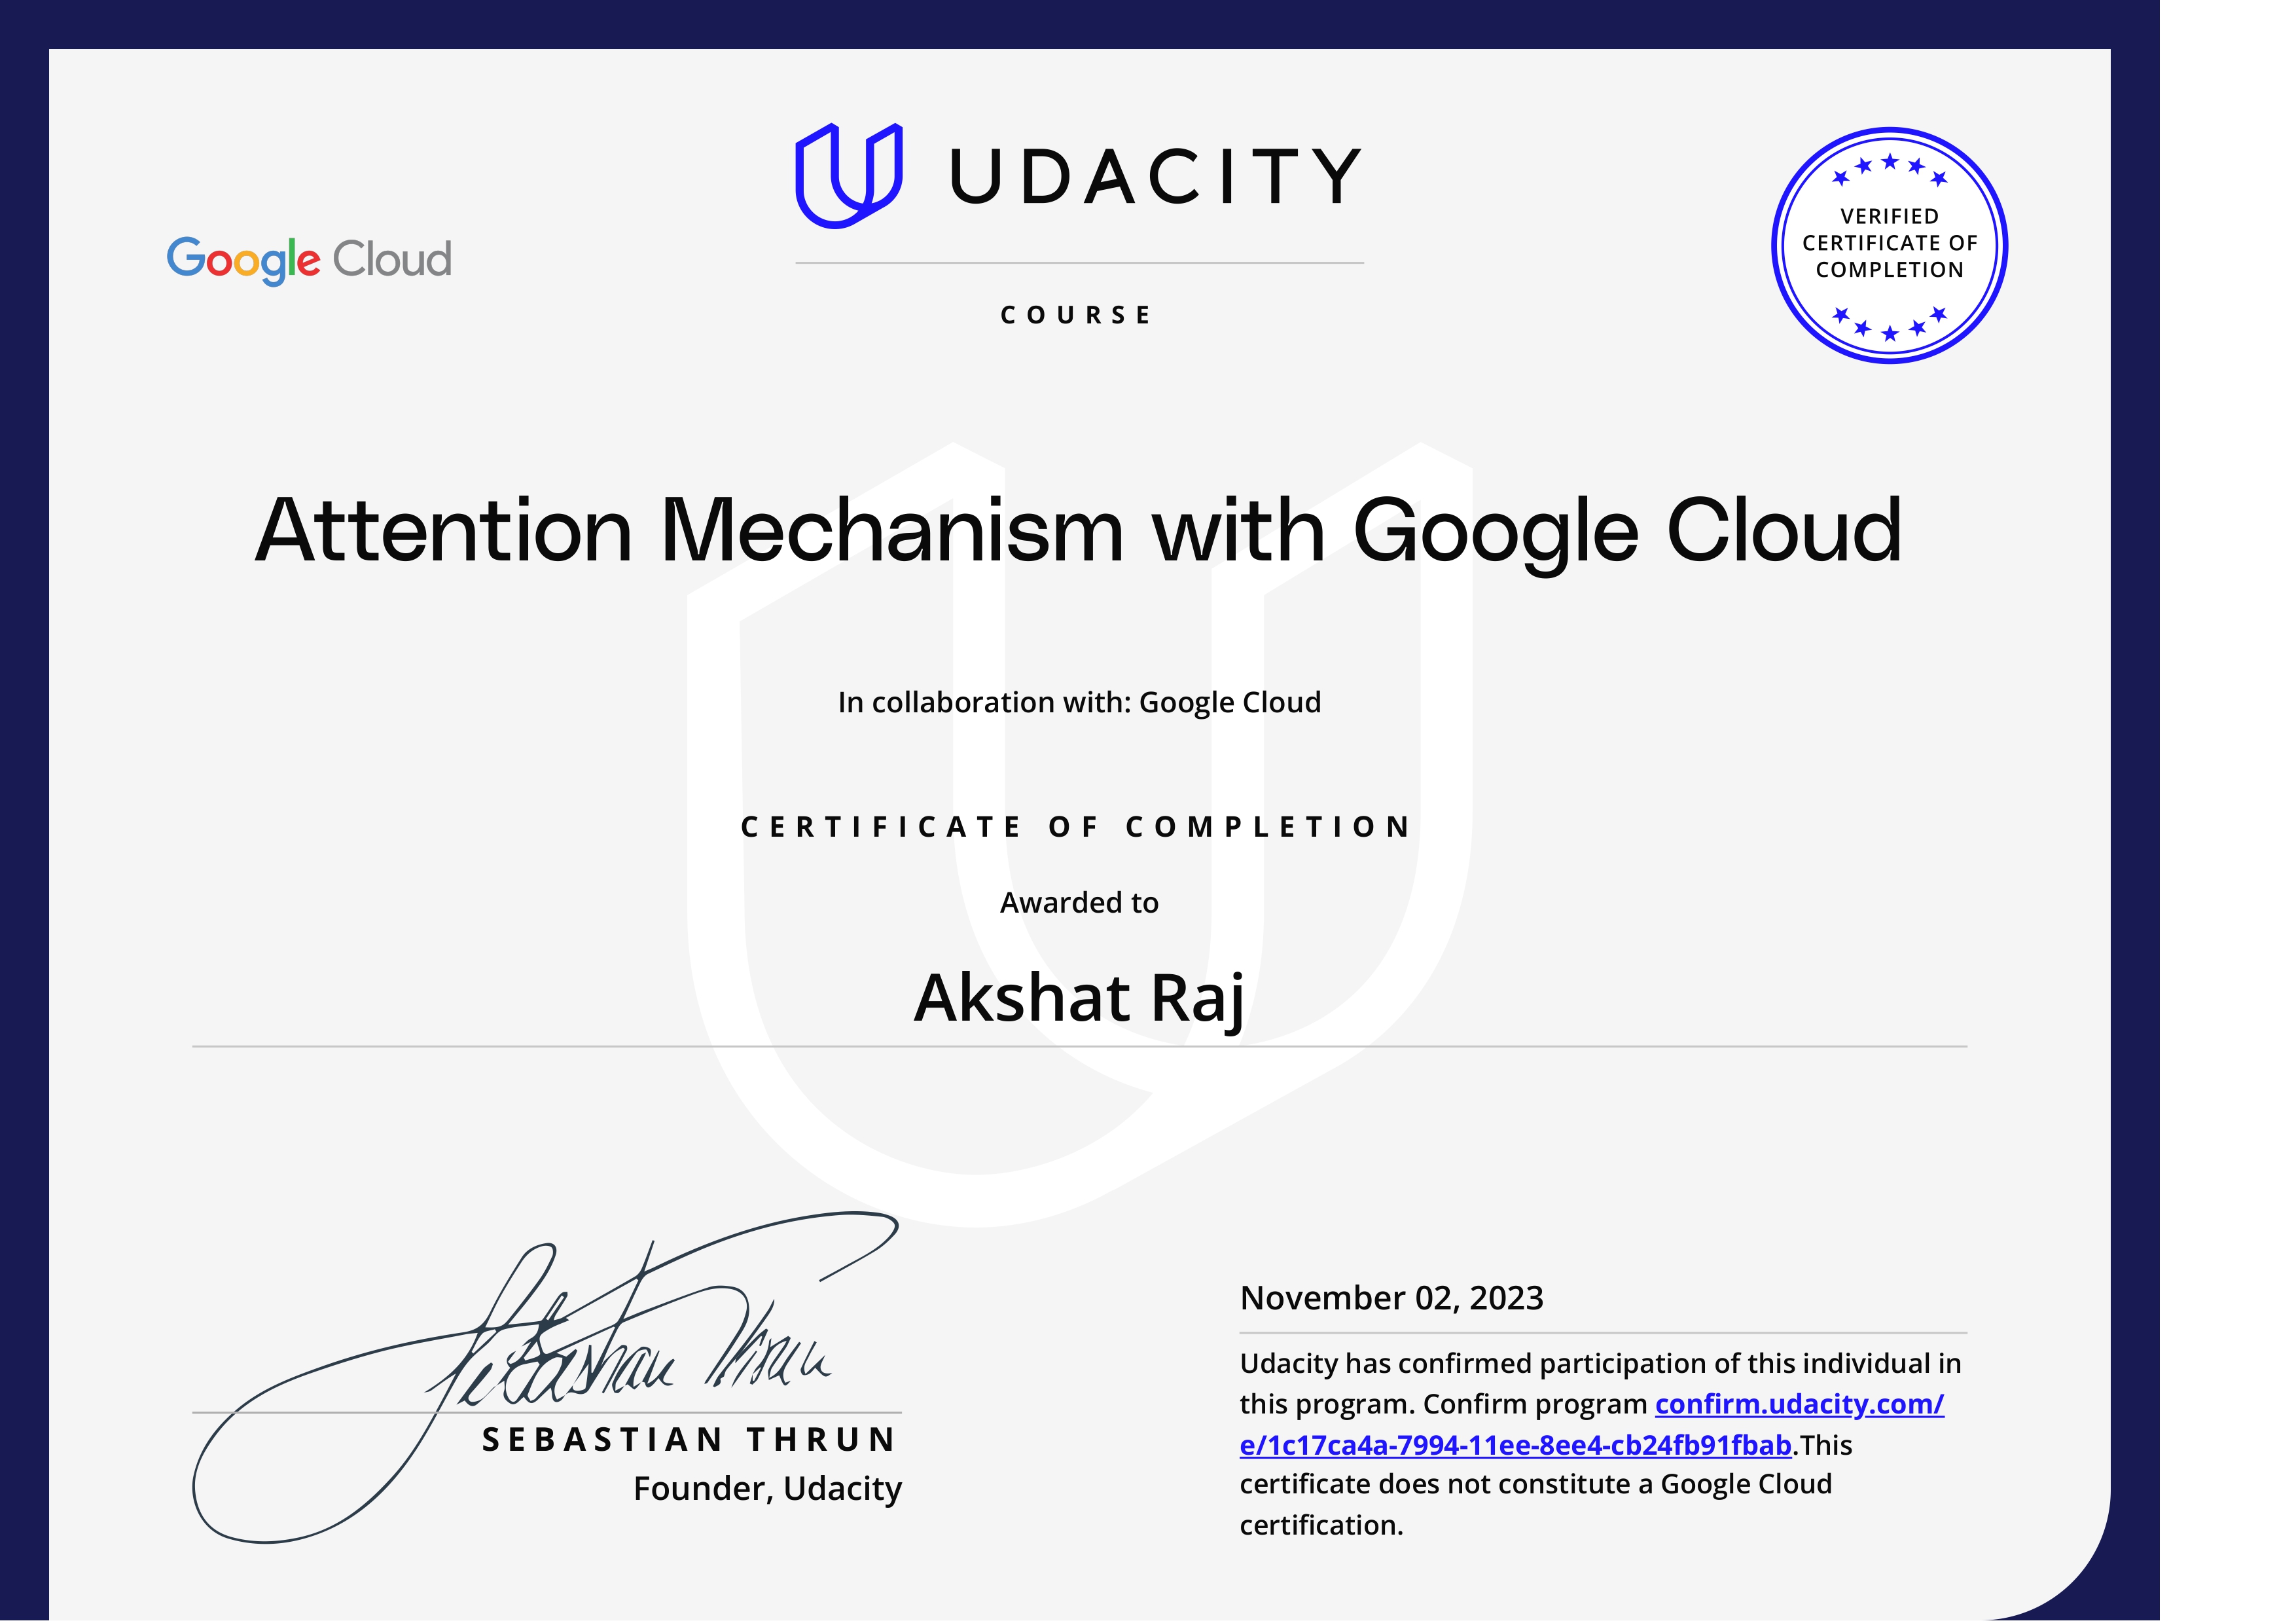 UDACITY
Google Cloud
COURSE
VERIFIED
CERTIFICATE OF
COMPLETION
Attention Mechanism with Google Cloud
In collaboration with: Google Cloud
CERTIFICATE OF COMPLETION
Awarded to
Akshat Raj
Sebastian Thrun
SEBASTIAN THRUN
Founder, Udacity
November 02, 2023
Udacity has confirmed participation of this individual in
this program. Confirm program confirm.udacity.com/
e/1c17ca4a-7994-11ee-8ee4-cb24fb91fbab.This
certificate does not constitute a Google Cloud
certification.